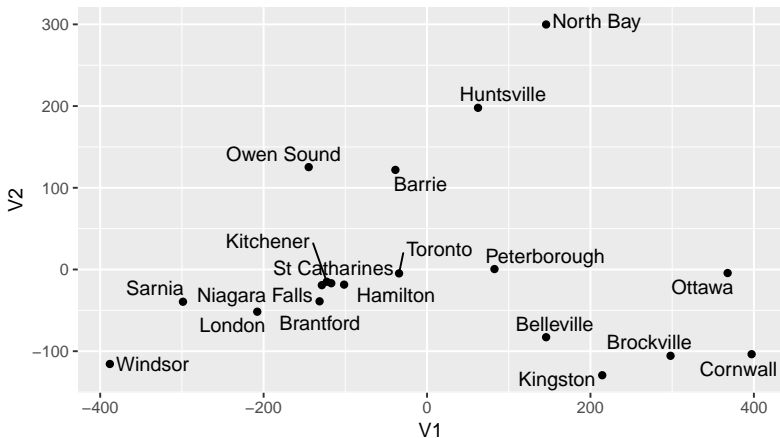 300
North Bay
Huntsville
200
Owen Sound
Barrie
100
V2
Kitchener
Toronto
St Catharines
Peterborough
0
Sarnia
Niagara Falls
Hamilton
Ottawa
London
Brantford
Belleville
Brockville
−100
Windsor
Kingston
Cornwall
−400
−200
0
200
400
V1